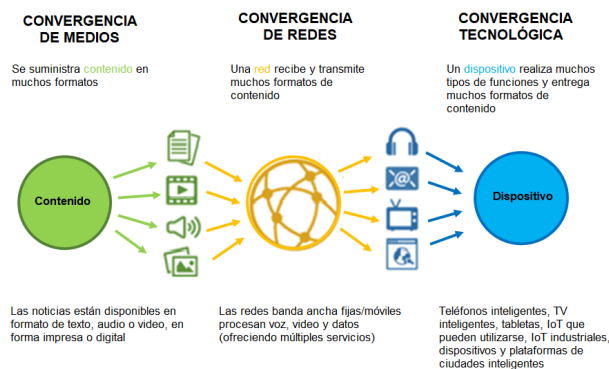 CONVERGENCIA
DE MEDIOS
Se suministra contenido en
muchos formatos
CONVERGENCIA
DE REDES
Una red recibe y transmite
muchos formatos de
contenido
CONVERGENCIA
TECNOLÓGICA
Un dispositivo realiza muchos
tipos de funciones y entrega
muchos formatos de
contenido
Contenido
@
Dispositivo
Las noticias están disponibles en
formato de texto, audio o video, en
forma impresa o digital
Las redes banda ancha fijas/móviles
procesan voz, video y datos
(ofreciendo múltiples servicios)
Teléfonos inteligentes, TV
inteligentes, tabletas, IoT que
pueden utilizarse, IoT industriales,
dispositivos y plataformas de
ciudades inteligentes